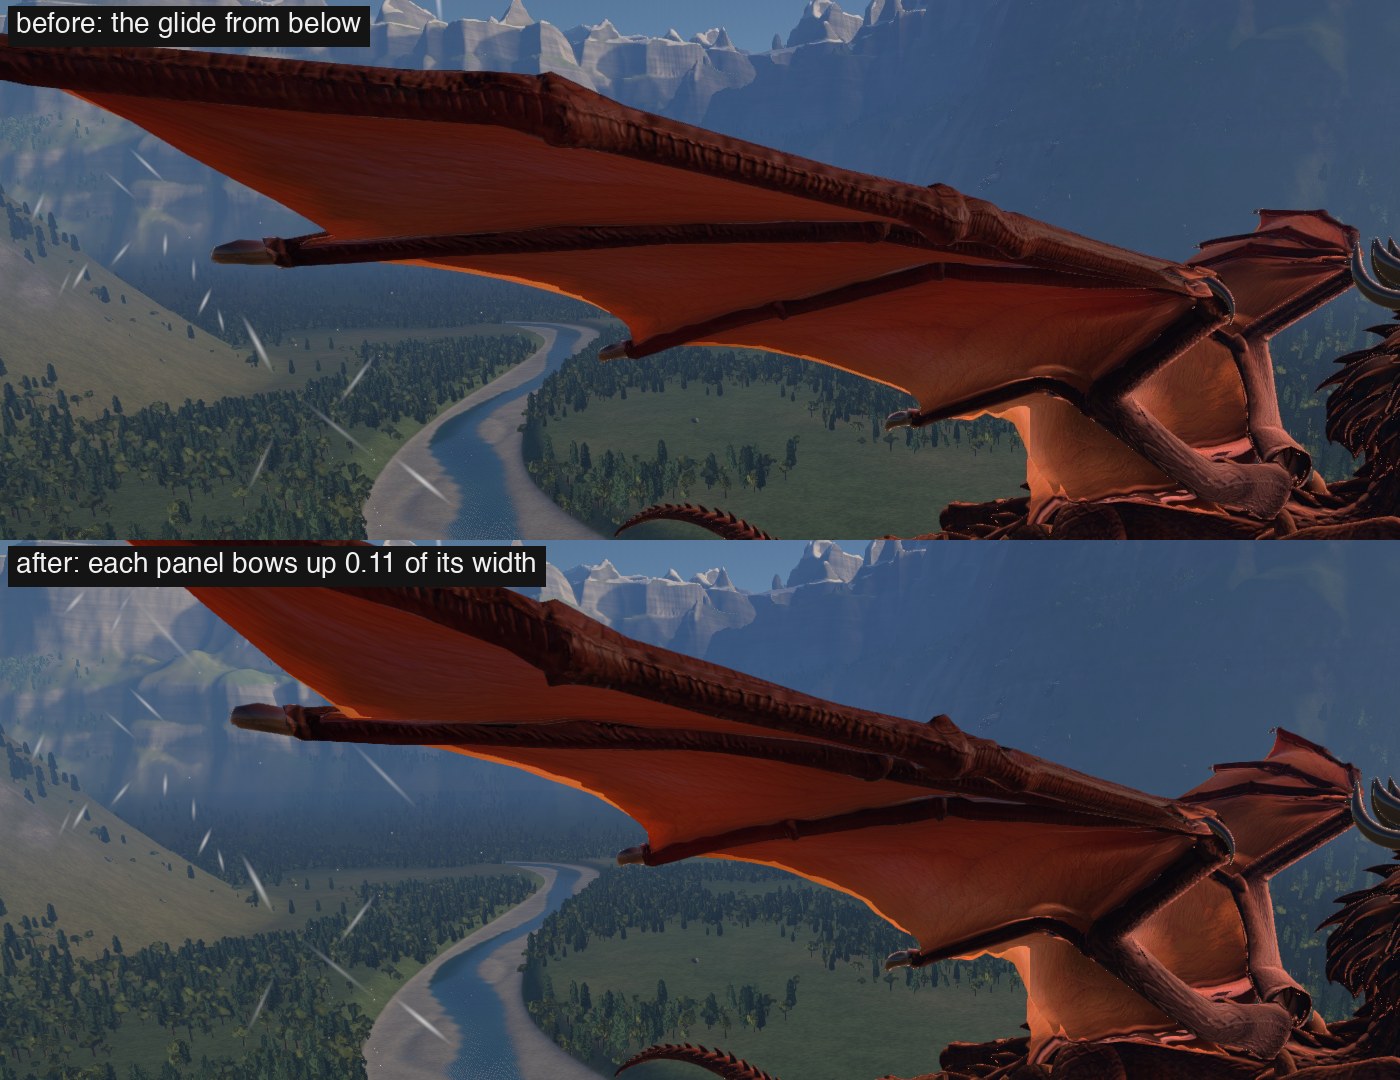 before: the glide from below
after: each panel bows up 0.11 of its width